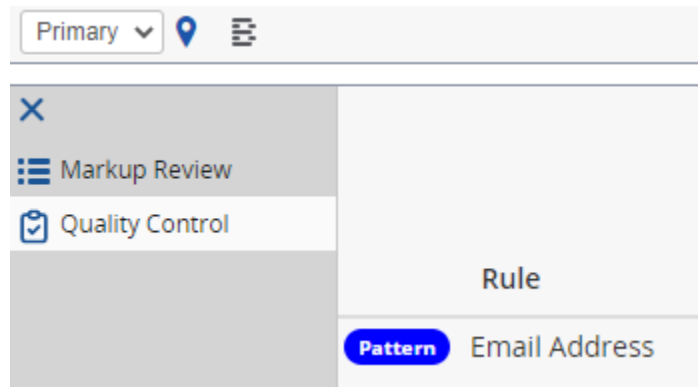 Primary
Markup Review
Quality Control
Rule
Pattern Email Address